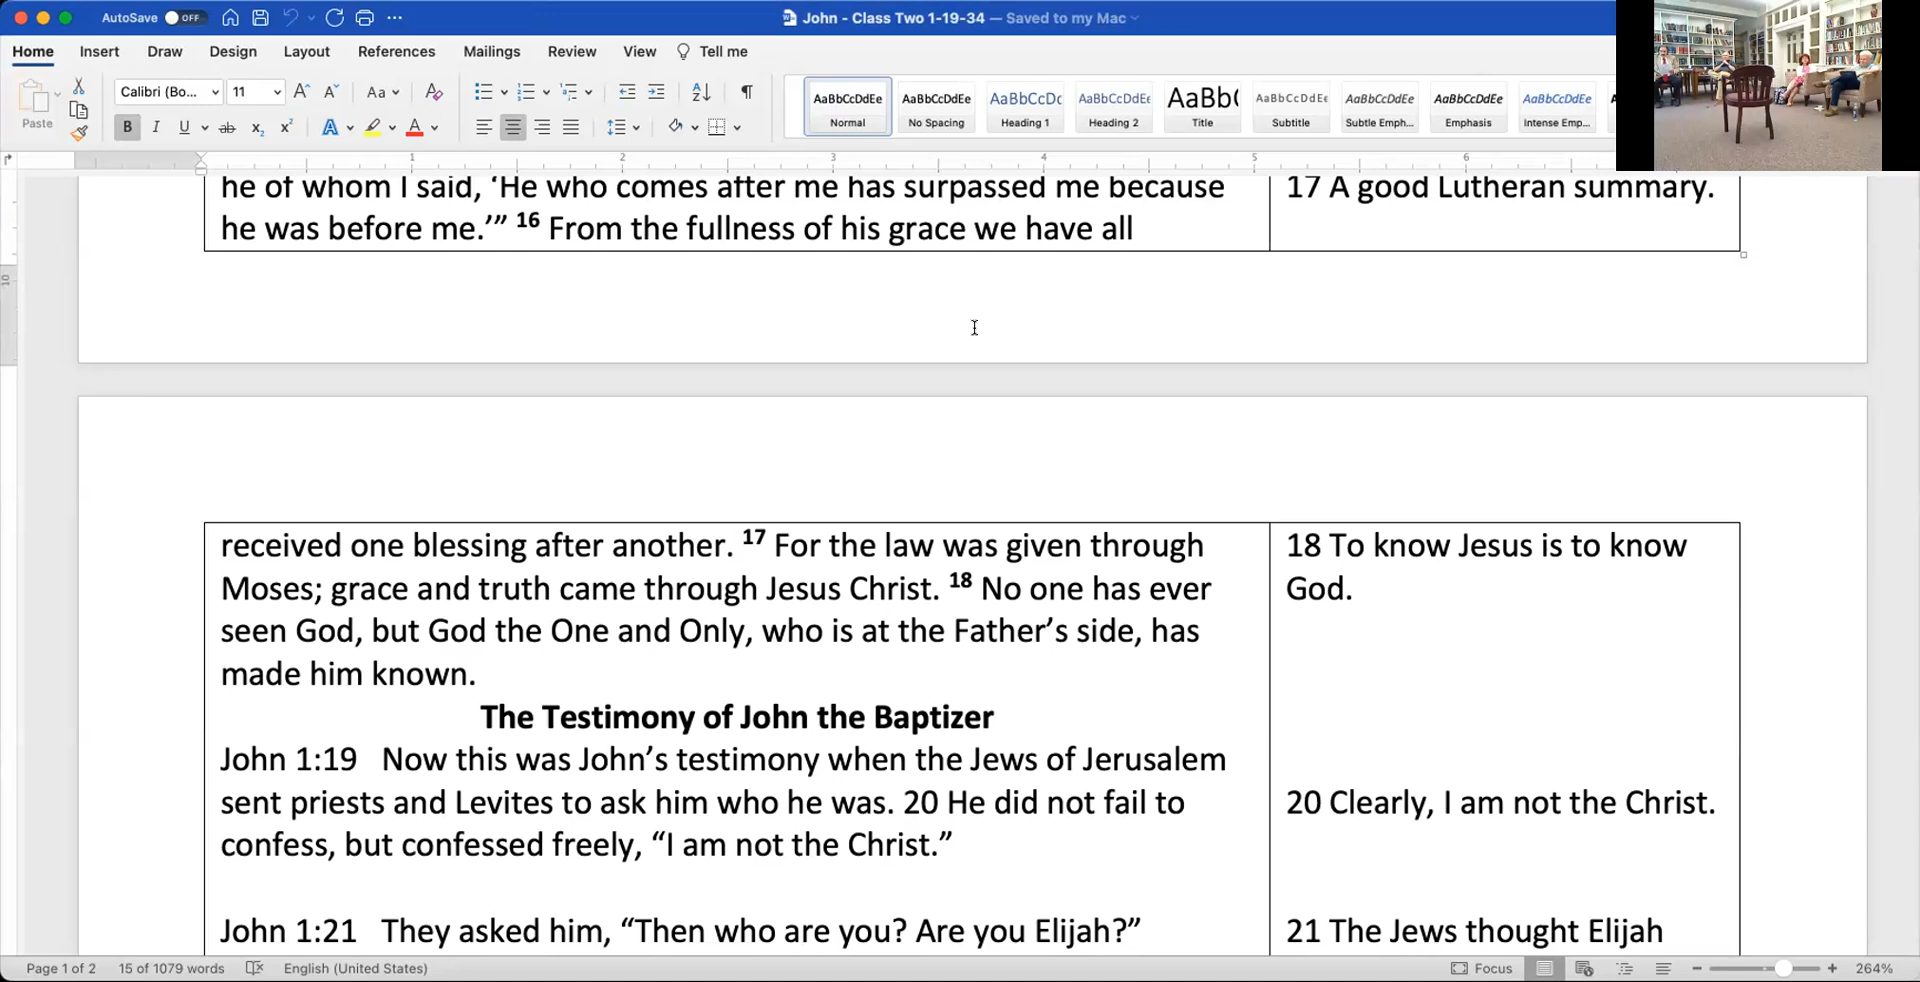 AutoSave OFF
John - Class Two 1-19-34 — Saved to my Mac
Home Insert Draw Design Layout References Mailings Review View Tell me
Paste
Calibri (Bo... 11
AaBbCcDdEe AaBbCcDdEe AaBbCcDc AaBbCcDdEe AaBb( AaBbCcDdEe AaBbCcDdEe AaBbCcDdEe AaBbCcDdEe
Normal No Spacing Heading 1 Heading 2 Title Subtitle Subtle Emph... Emphasis Intense Emp...
1 2 3 4 5 6
he of whom I said, ‘He who comes after me has surpassed me because
he was before me.’” 16 From the fullness of his grace we have all
17 A good Lutheran summary.
10
received one blessing after another. 17 For the law was given through
Moses; grace and truth came through Jesus Christ. 18 No one has ever
seen God, but God the One and Only, who is at the Father’s side, has
made him known.
18 To know Jesus is to know
God.
The Testimony of John the Baptizer
John 1:19 Now this was John’s testimony when the Jews of Jerusalem
sent priests and Levites to ask him who he was. 20 He did not fail to
confess, but confessed freely, “I am not the Christ.”
20 Clearly, I am not the Christ.
John 1:21 They asked him, “Then who are you? Are you Elijah?”
21 The Jews thought Elijah
Page 1 of 2 15 of 1079 words English (United States) Focus 264%